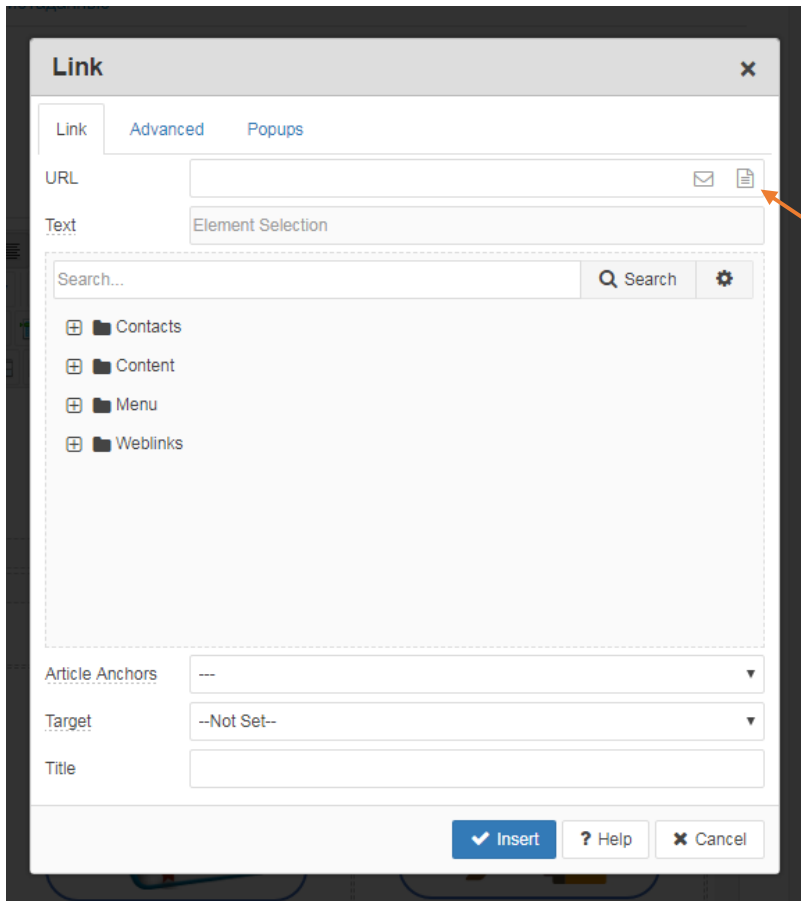 Link
Link Advanced Popups
URL
Text Element Selection
Search... Search
Contacts
Content
Menu
Weblinks
Article Anchors ---
Target --Not Set--
Title
Insert ? Help Cancel